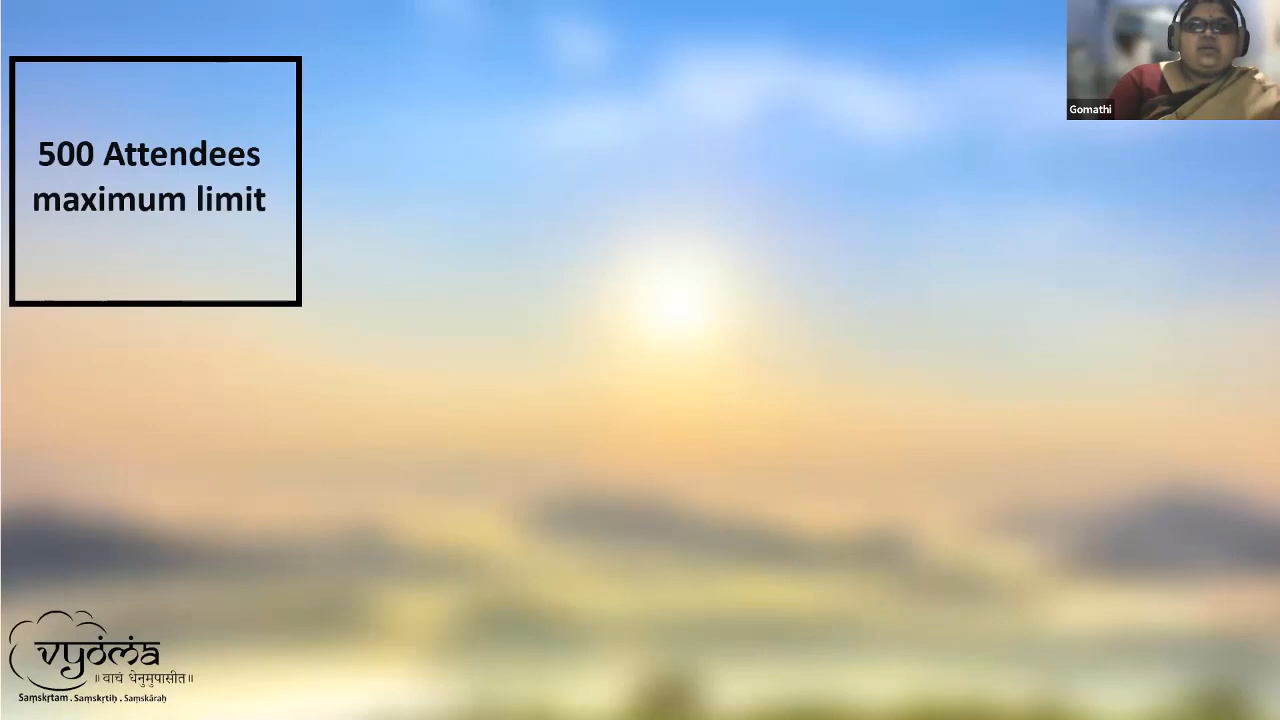 500 Attendees
maximum limit
Gomathi
vyoma
॥ वाचं धेनुमुपासीत॥
Saṃskṛtam . Saṃskṛtiḥ . Saṃskāraḥ